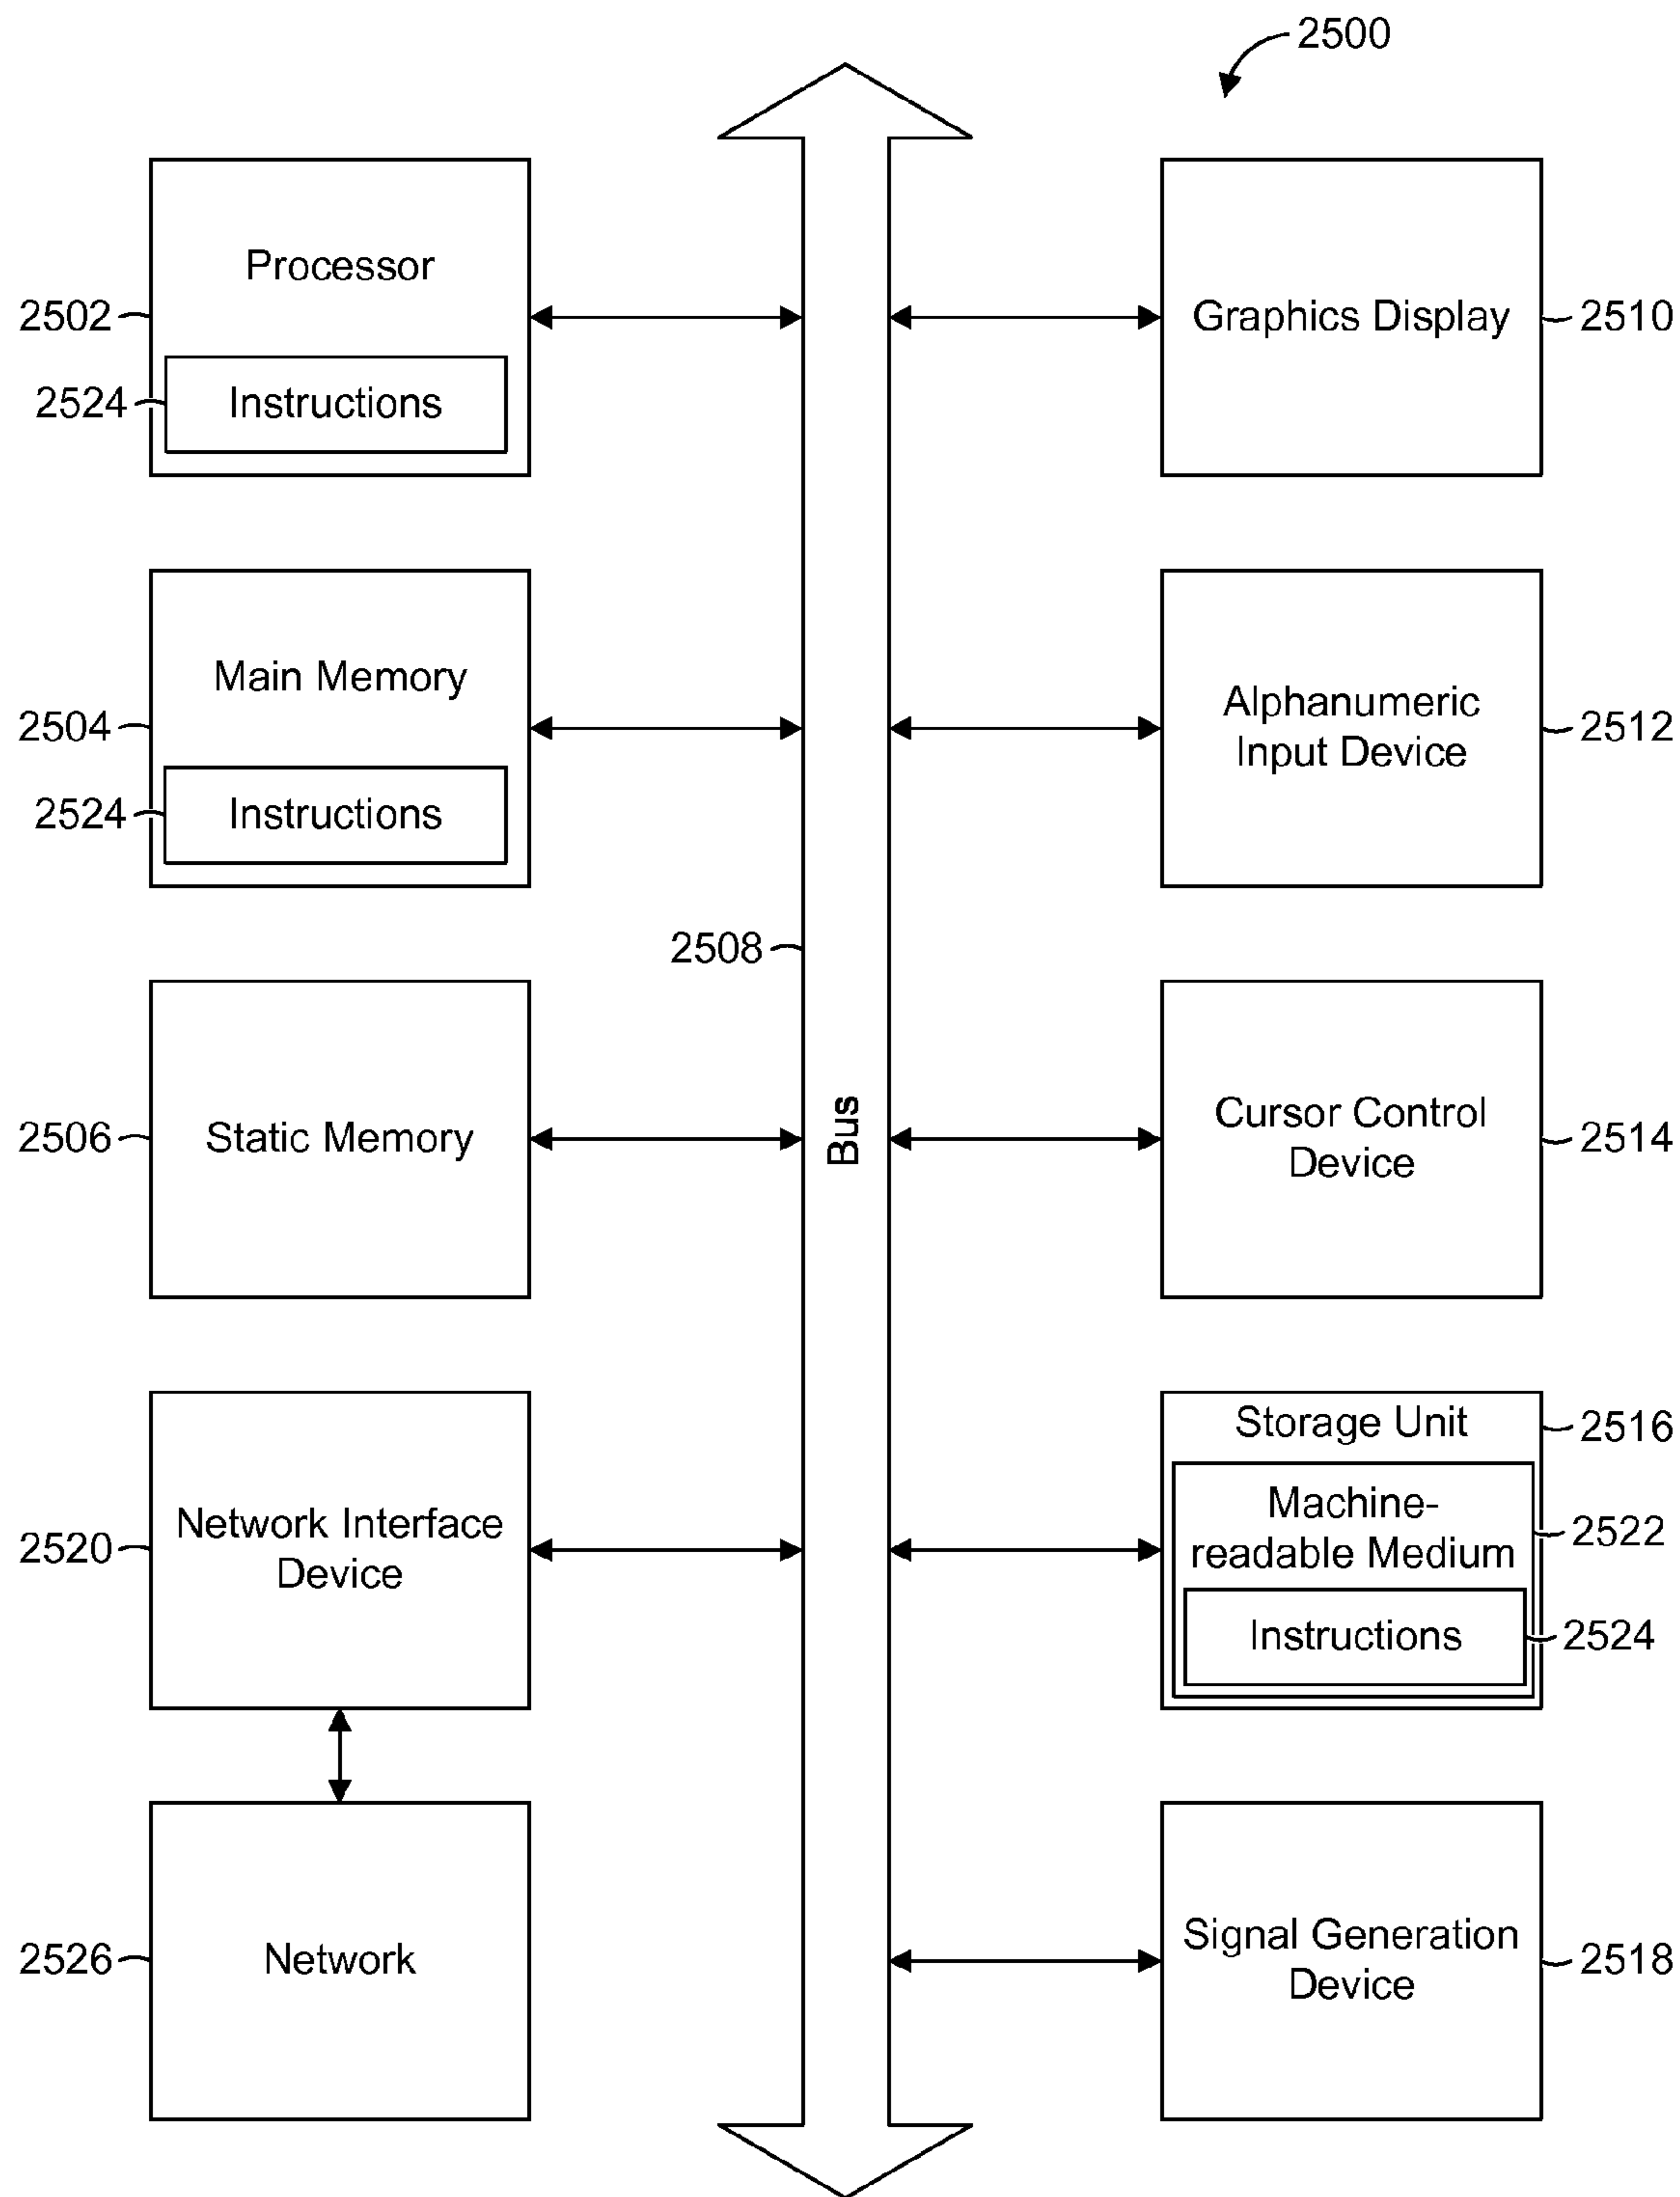 2500
Processor
2502
2524
Instructions
Graphics Display
2510
Main Memory
2504
2524
Instructions
Alphanumeric
Input Device
2512
2508
Bus
2506
Static Memory
Cursor Control
Device
2514
2520
Network Interface
Device
Storage Unit
2516
Machine-
readable Medium
2522
Instructions
2524
2526
Network
Signal Generation
Device
2518